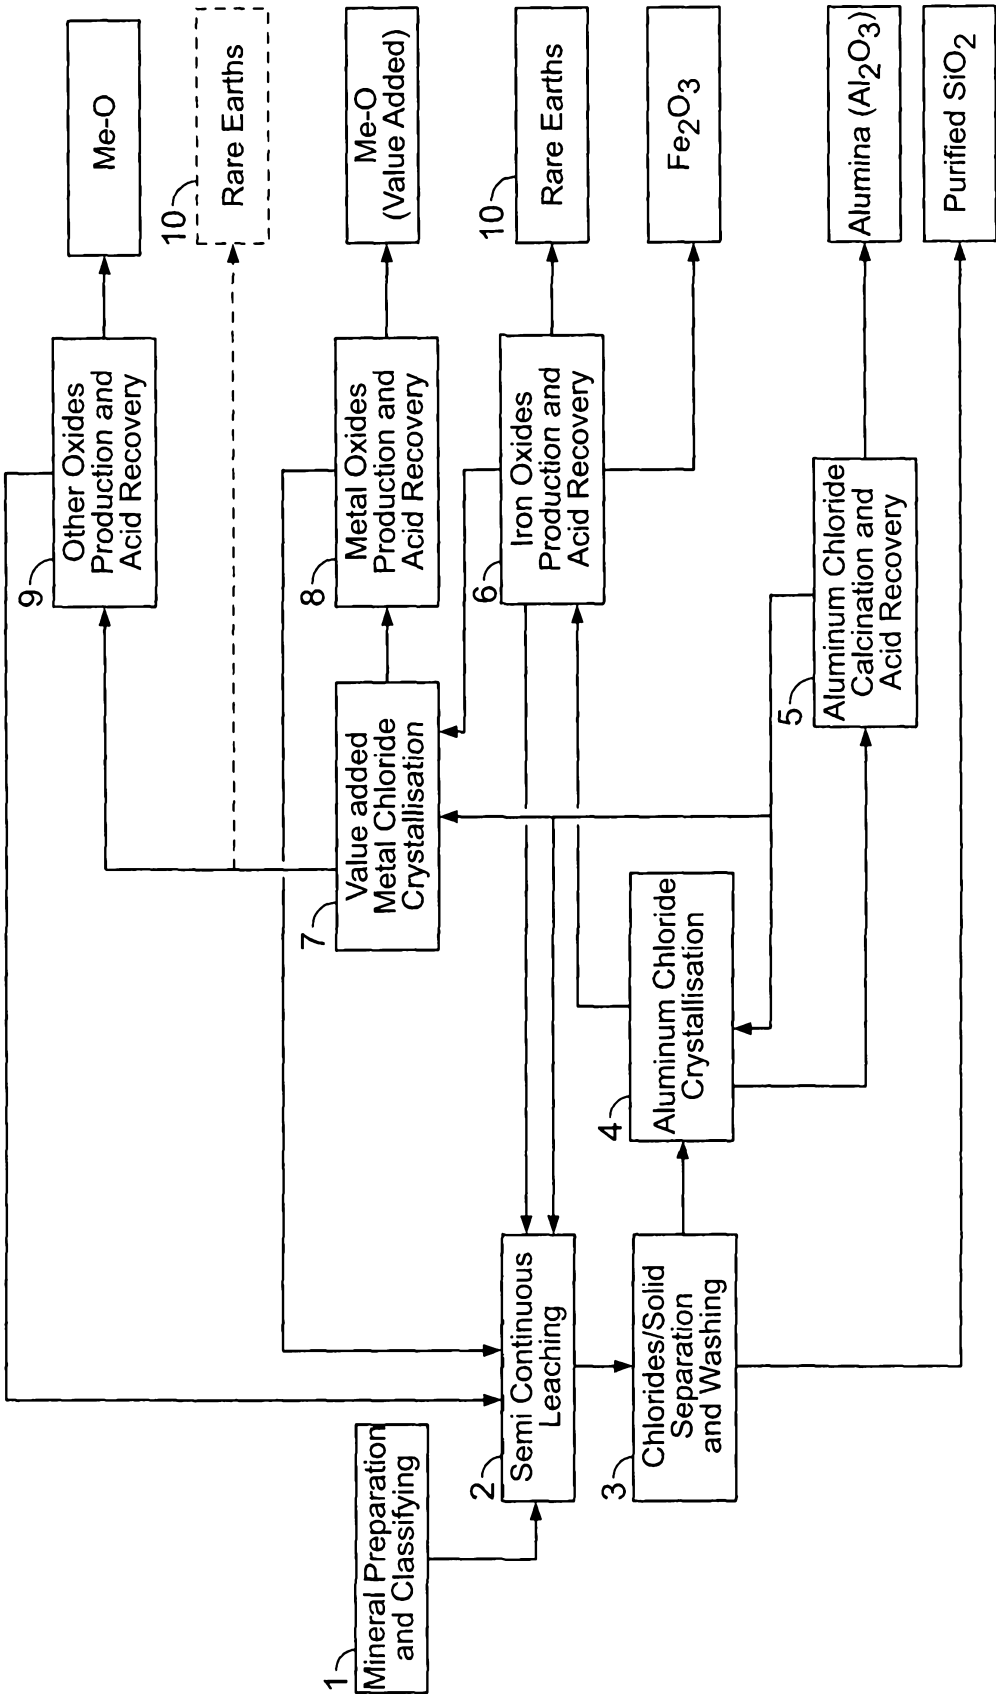 1
Mineral Preparation
and Classifying
2
Semi Continuous
Leaching
3
Chlorides/Solid
Separation
and Washing
4
Aluminum Chloride
Crystallisation
5
Aluminum Chloride
Calcination and
Acid Recovery
6
Iron Oxides
Production and
Acid Recovery
7
Value added
Metal Chloride
Crystallisation
8
Metal Oxides
Production and
Acid Recovery
9
Other Oxides
Production and
Acid Recovery
Me-O
10
Rare Earths
Me-O
(Value Added)
10
Rare Earths
Fe2O3
Alumina (Al2O3)
Purified SiO2